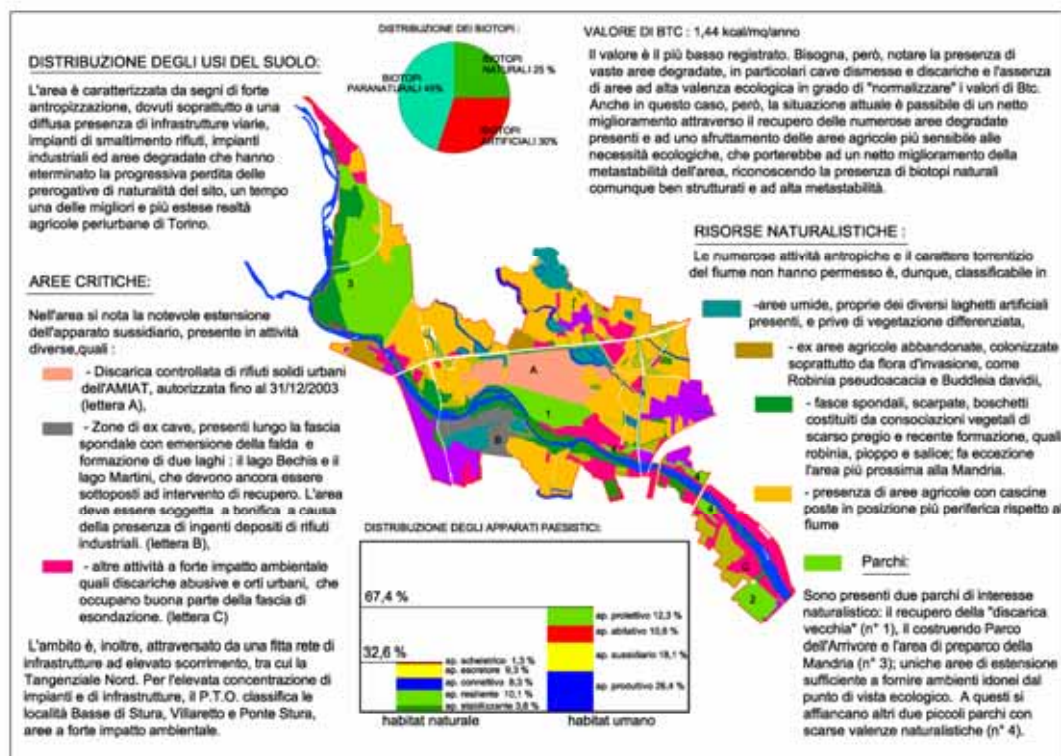 DISTRIBUZIONE DEGLI USI DEL SUOLO:
L'area è caratterizzata da segni di forte
antropizzazione, dovuti soprattutto a una
diffusa presenza di infrastrutture viarie,
impianti di smaltimento rifiuti, impianti
industriali ed aree degradate che hanno
eterminato la progressiva perdita delle
prerogative di naturalità del sito, un tempo
una delle migliori e più estese realtà
agricole periurbane di Torino.
AREE CRITICHE:
Nell'area si nota la notevole estensione
dell'apparato sussidiario, presente in attività
diverse,quali :
- Discarica controllata di rifiuti solidi urbani
dell'AMIAT, autorizzata fino al 31/12/2003
(lettera A),
- Zone di ex cave, presenti lungo la fascia
spondale con emersione della falda e
formazione di due laghi : il lago Bechis e il
lago Martini, che devono ancora essere
sottoposti ad intervento di recupero. L'area
deve essere soggetta a bonifica a causa
della presenza di ingenti depositi di rifiuti
industriali. (lettera B),
- altre attività a forte impatto ambientale
quali discariche abusive e orti urbani, che
occupano buona parte della fascia di
esondazione. (lettera C)
L'ambito è, inoltre, attraversato da una fitta rete di
infrastrutture ad elevato scorrimento, tra cui la
Tangenziale Nord. Per l'elevata concentrazione di
impianti e di infrastrutture, il P.T.O. classifica le
località Basse di Stura, Villaretto e Ponte Stura,
aree a forte impatto ambientale.
DISTRIBUZIONE DEI BIOTOPI :
BIOTOPI
NATURALI 25 %
BIOTOPI
PARANATURALI 45%
BIOTOPI
ARTIFICIALI 30%
3
A
1
B
4
C
2
DISTRIBUZIONE DEGLI APPARATI PAESISTICI:
67,4 %
32,6 %
ap. scheletrico 1,3 %
ap. escretore 9,3 %
ap. connettivo 8,3 %
ap. resiliente 10,1 %
ap. stabilizzante 3,6 %
habitat naturale
ap. proiettivo 12,3 %
ap. abitativo 10,6 %
ap. sussidiario 18,1 %
ap. produttivo 26,4 %
habitat umano
VALORE DI BTC : 1,44 kcal/mq/anno
Il valore è il più basso registrato. Bisogna, però, notare la presenza di
vaste aree degradate, in particolari cave dismesse e discariche e l'assenza
di aree ad alta valenza ecologica in grado di "normalizzare" i valori di Btc.
Anche in questo caso, però, la situazione attuale è passibile di un netto
miglioramento attraverso il recupero delle numerose aree degradate
presenti e ad uno sfruttamento delle aree agricole più sensibile alle
necessità ecologiche, che porterebbe ad un netto miglioramento della
metastabilità dell'area, riconoscendo la presenza di biotopi naturali
comunque ben strutturati e ad alta metastabilità.
RISORSE NATURALISTICHE :
Le numerose attività antropiche e il carattere torrentizio
del fiume non hanno permesso è, dunque, classificabile in
-aree umide, proprie dei diversi laghetti artificiali
presenti, e prive di vegetazione differenziata,
- ex aree agricole abbandonate, colonizzate
soprattutto da flora d'invasione, come
Robinia pseudoacacia e Buddleia davidii,
- fasce spondali, scarpate, boschetti
costituiti da consociazioni vegetali di
scarso pregio e recente formazione, quali
robinia, pioppo e salice; fa eccezione
l'area più prossima alla Mandria.
- presenza di aree agricole con cascine
poste in posizione più periferica rispetto al
fiume
Parchi:
Sono presenti due parchi di interesse
naturalistico: il recupero della "discarica
vecchia" (n° 1), il costruendo Parco
dell'Arrivore e l'area di preparco della
Mandria (n° 3); uniche aree di estensione
sufficiente a fornire ambienti idonei dal
punto di vista ecologico. A questi si
affiancano altri due piccoli parchi con
scarse valenze naturalistiche (n° 4).